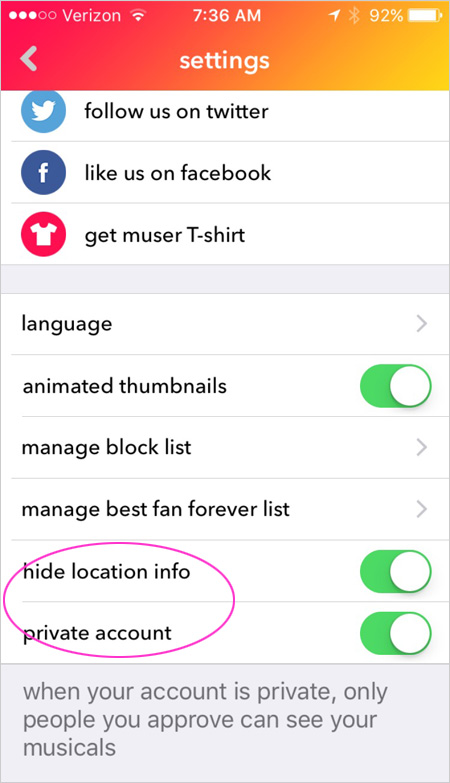 Verizon 7:36 AM 92%
settings
follow us on twitter
f like us on facebook
get muser T-shirt
language
animated thumbnails
manage block list
manage best fan forever list
hide location info
private account
when your account is private, only
people you approve can see your
musicals